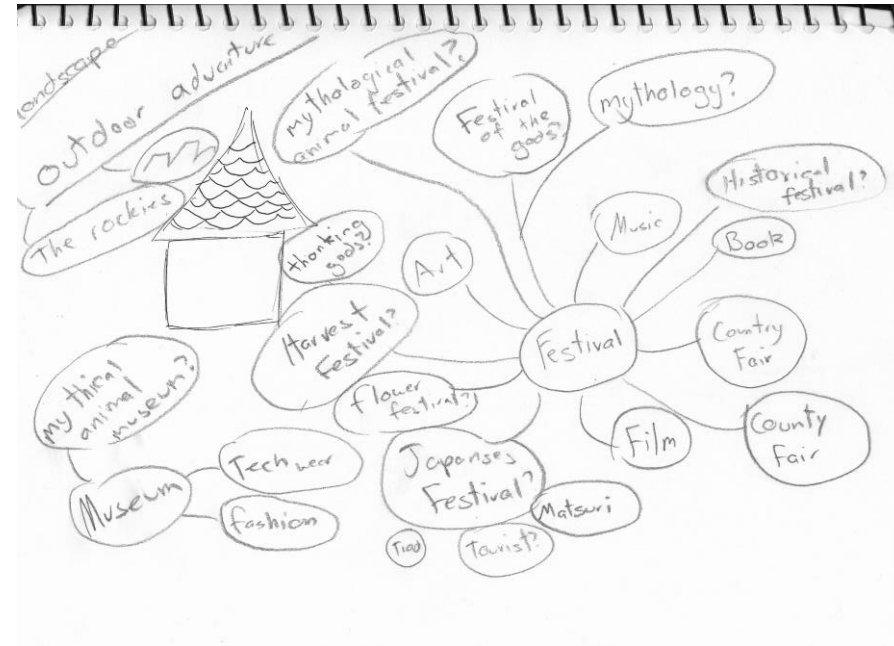 landscape
outdoor adventure
The rockies
mythological
animal festival?
Festival
of the
gods?
mythology?
Historical
festival?
Music
Book
Art
thonking
gods?
Harvest
Festival?
Festival
Country
Fair
flower
festival?
County
Fair
Film
Japanses
Festival?
Matsuri
Tourist?
mythical
animal
museum?
Museum
Tech wear
fashion